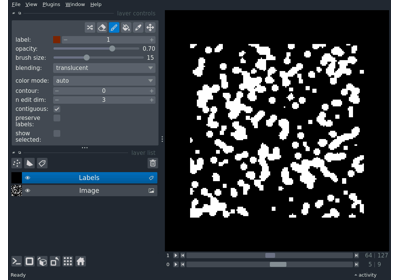 File View Plugins Window Help
layer controls
label: 1
opacity: 0.70
brush size: 15
blending: translucent
color mode: auto
contour: 0
n edit dim: 3
contiguous:
preserve labels:
show selected:
layer list
Labels
Image
1 64 127
0 5 9
Ready
activity